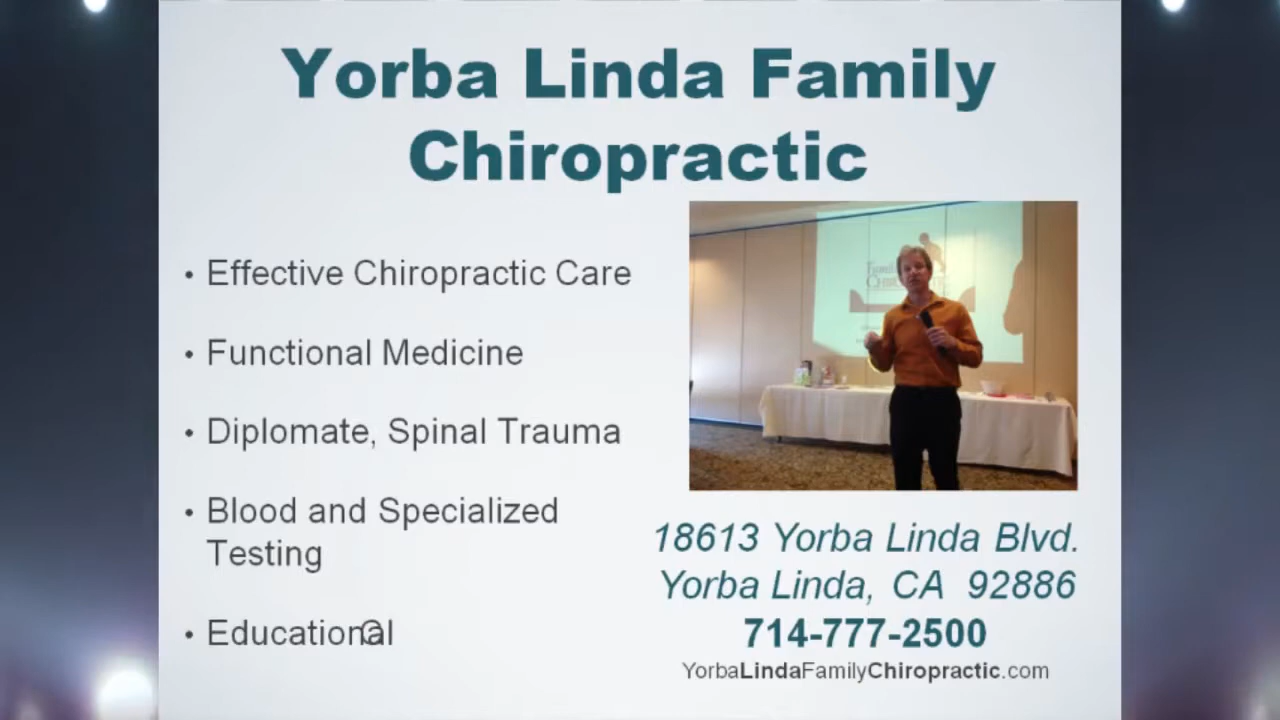 Yorba Linda Family
Chiropractic
• Effective Chiropractic Care
• Functional Medicine
• Diplomate, Spinal Trauma
• Blood and Specialized
Testing
• Educational
CHIROPRACTIC
18613 Yorba Linda Blvd.
Yorba Linda, CA 92886
714-777-2500
YorbaLindaFamilyChiropractic.com